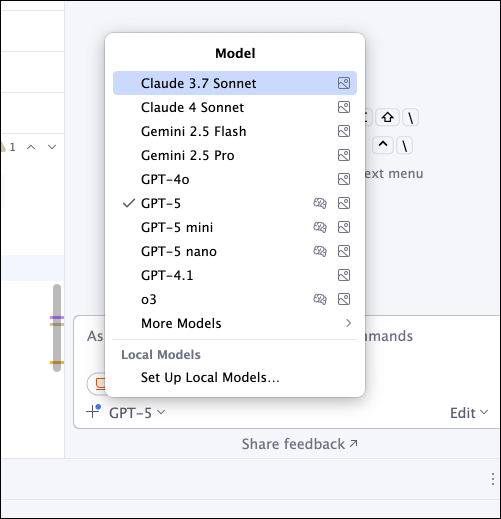 Model
Claude 3.7 Sonnet
Claude 4 Sonnet
Gemini 2.5 Flash
\
1
Gemini 2.5 Pro
^ \
GPT-4o
ext menu
GPT-5
GPT-5 mini
GPT-5 nano
GPT-4.1
o3
More Models
As
mmands
Local Models
Set Up Local Models...
GPT-5
Edit
Share feedback ↗